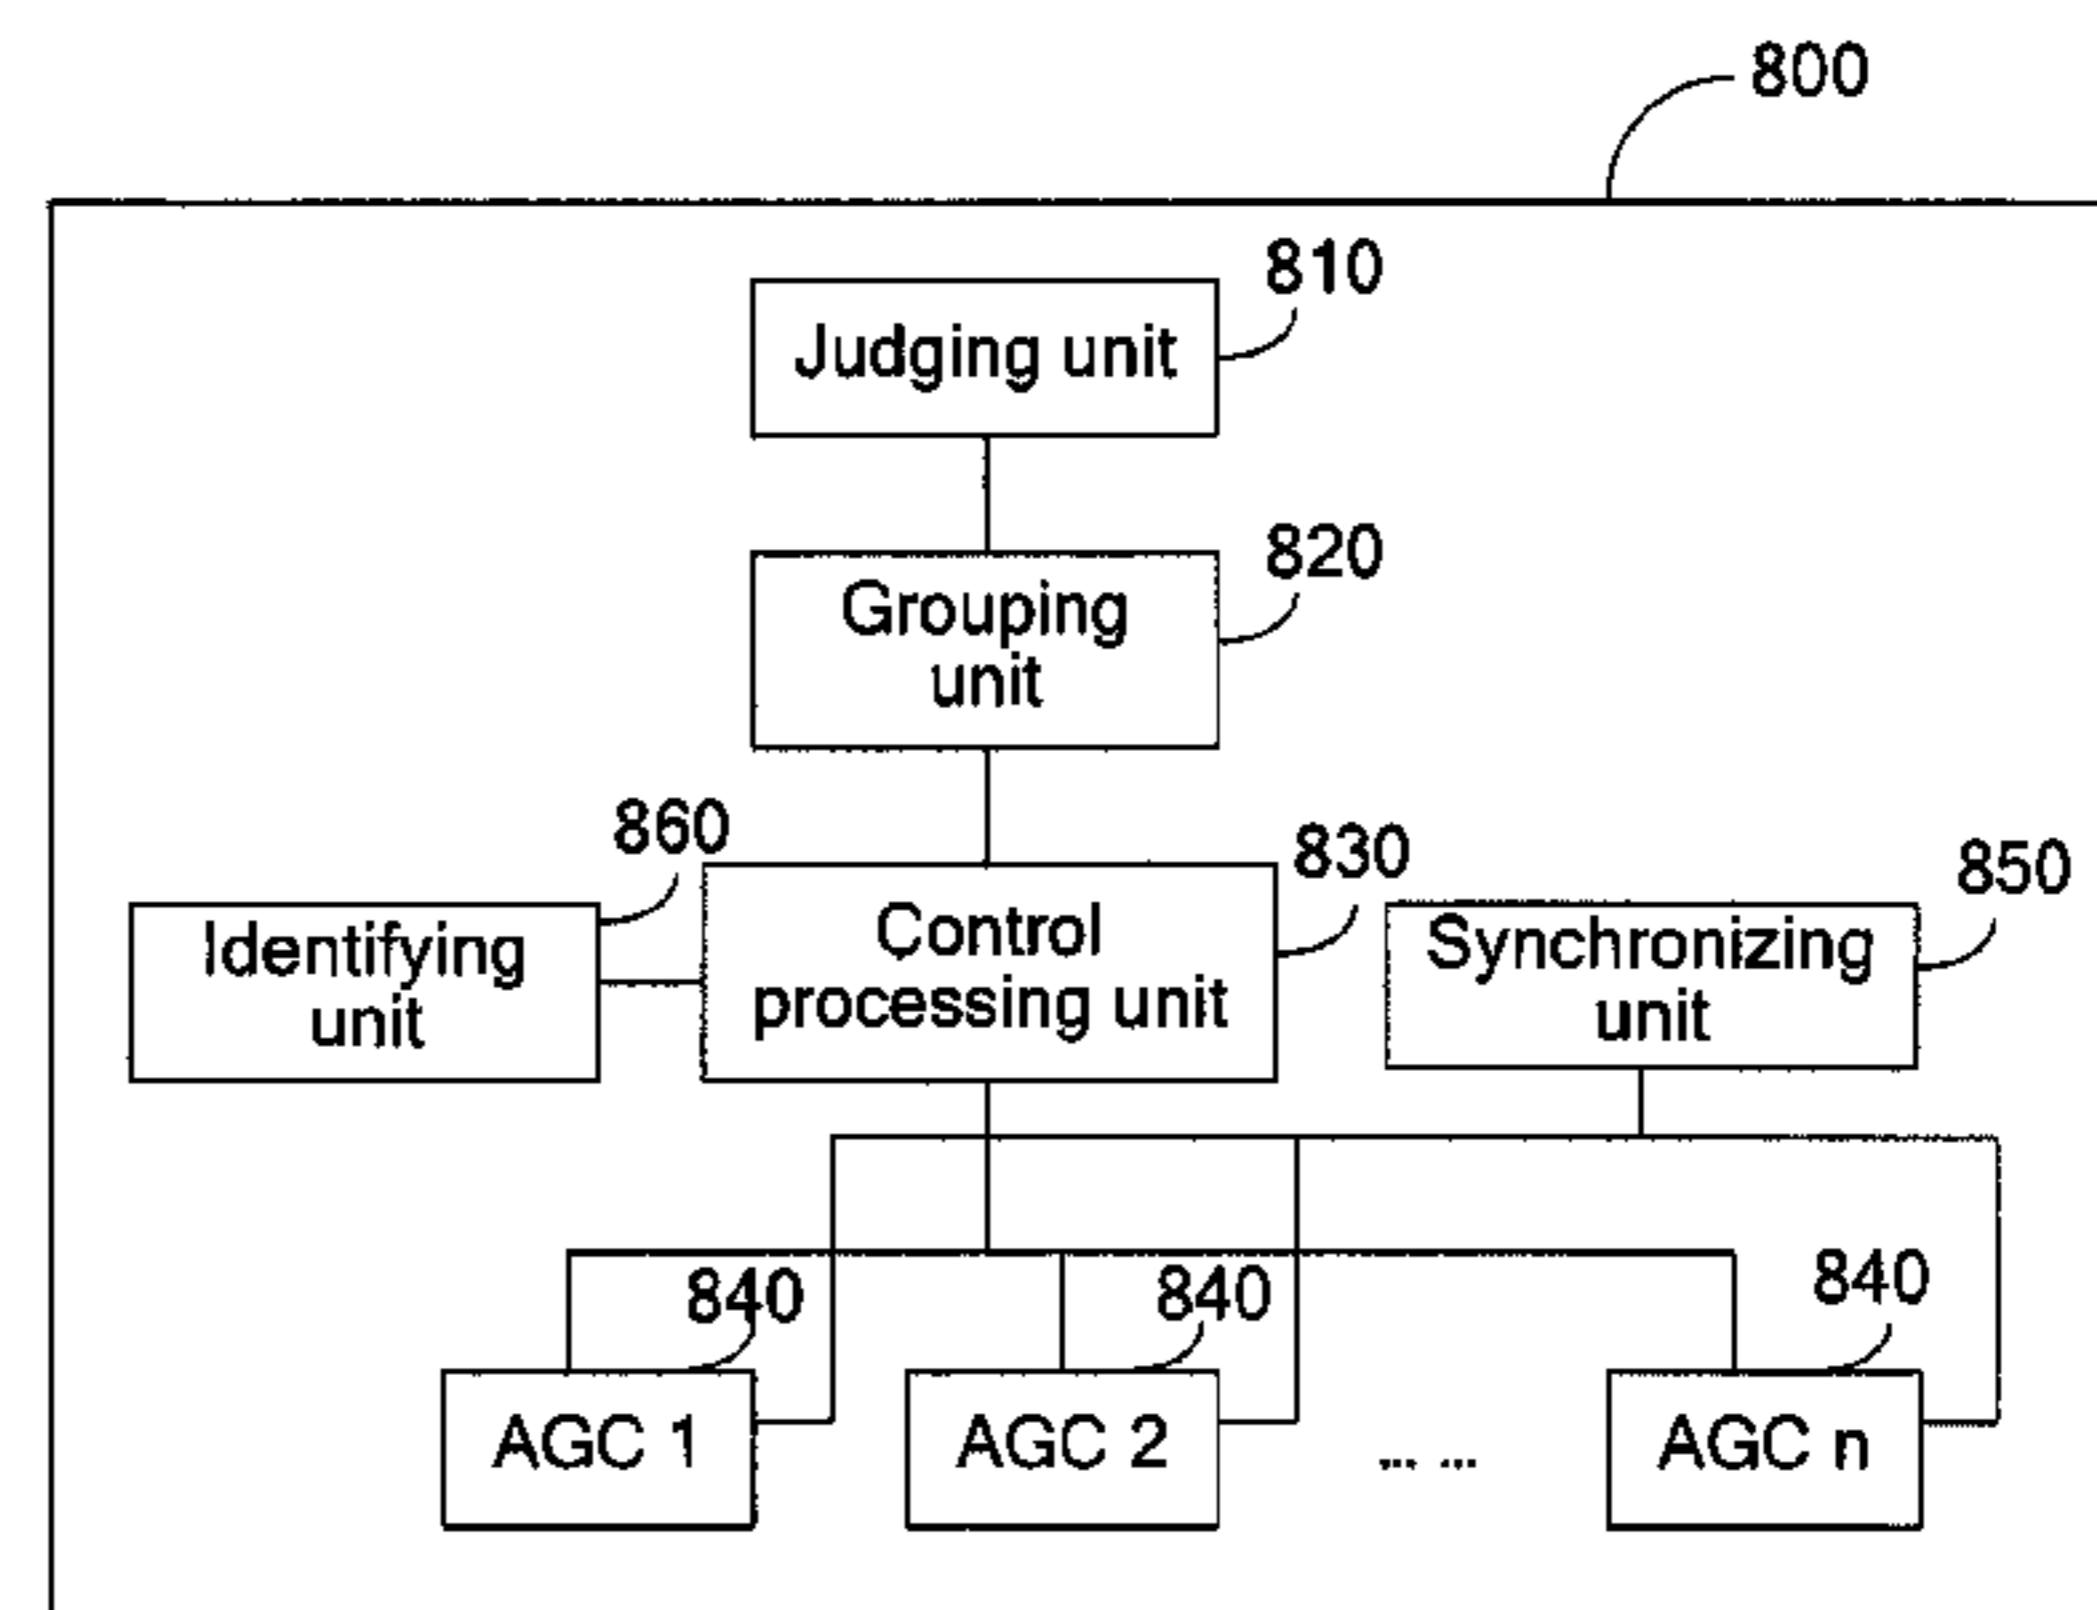 800
810
Judging unit
820
Grouping
unit
860
830
850
Identifying
unit
Control
processing unit
Synchronizing
unit
840
840
840
AGC 1
AGC 2
... ...
AGC n